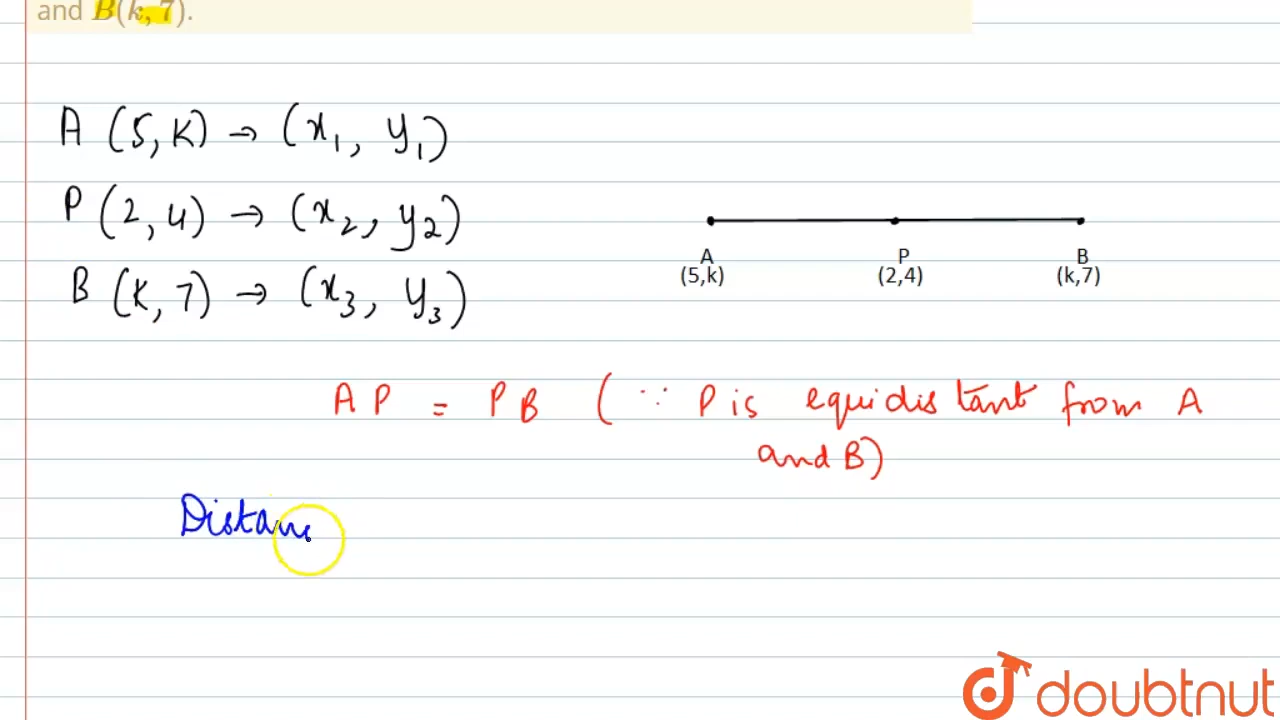 and B(k, 7).
A (5, K) → (x₁, y₁)
P (2, 4) → (x₂, y₂)
B (K, 7) → (x₃, y₃)
A P B
(5,k) (2,4) (k,7)
AP = PB (∵ P is equidistant from A
and B)
Distan
doubtnut